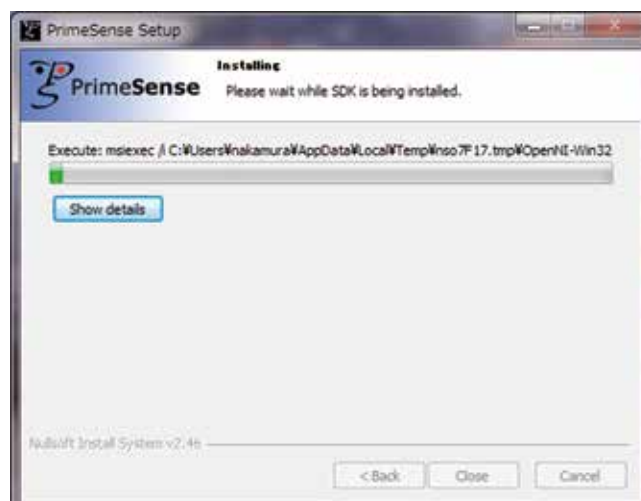 PrimeSense Setup
PrimeSense
Installing
Please wait while SDK is being installed.
Execute: msiexec /i C:¥Users¥nakamura¥AppData¥Local¥Temp¥nso7F17.tmp¥OpenNI-Win32
Show details
Nullsoft Install System v2.46
< Back
Close
Cancel